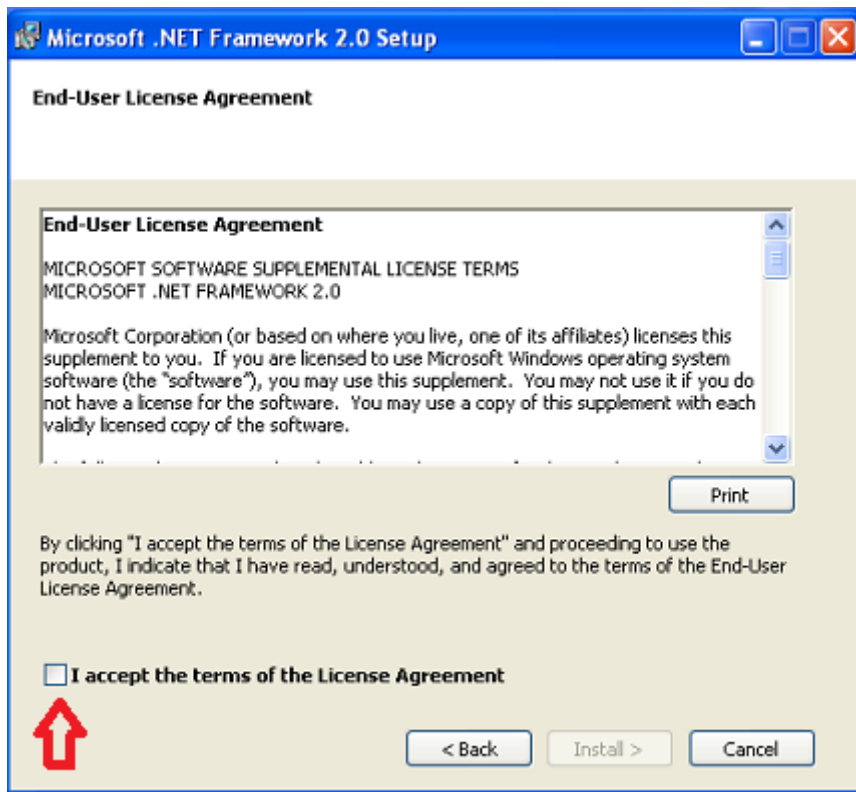 Microsoft .NET Framework 2.0 Setup
End-User License Agreement
End-User License Agreement
MICROSOFT SOFTWARE SUPPLEMENTAL LICENSE TERMS
MICROSOFT .NET FRAMEWORK 2.0
Microsoft Corporation (or based on where you live, one of its affiliates) licenses this
supplement to you.  If you are licensed to use Microsoft Windows operating system
software (the "software"), you may use this supplement.  You may not use it if you do
not have a license for the software.  You may use a copy of this supplement with each
validly licensed copy of the software.
Print
By clicking "I accept the terms of the License Agreement" and proceeding to use the
product, I indicate that I have read, understood, and agreed to the terms of the End-User
License Agreement.
I accept the terms of the License Agreement
< Back
Install >
Cancel